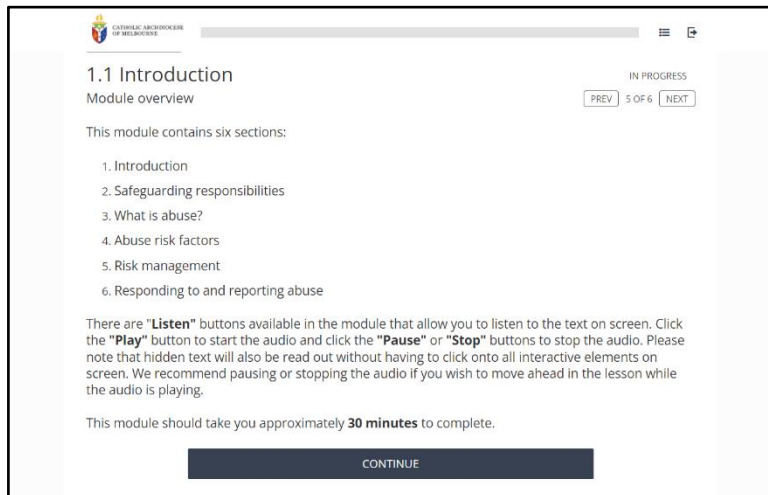 CATHOLIC ARCHDIOCESE
OF MELBOURNE
1.1 Introduction
IN PROGRESS
Module overview
PREV 5 OF 6 NEXT
This module contains six sections:
1. Introduction
2. Safeguarding responsibilities
3. What is abuse?
4. Abuse risk factors
5. Risk management
6. Responding to and reporting abuse
There are "Listen" buttons available in the module that allow you to listen to the text on screen. Click
the "Play" button to start the audio and click the "Pause" or "Stop" buttons to stop the audio. Please
note that hidden text will also be read out without having to click onto all interactive elements on
screen. We recommend pausing or stopping the audio if you wish to move ahead in the lesson while
the audio is playing.
This module should take you approximately 30 minutes to complete.
CONTINUE